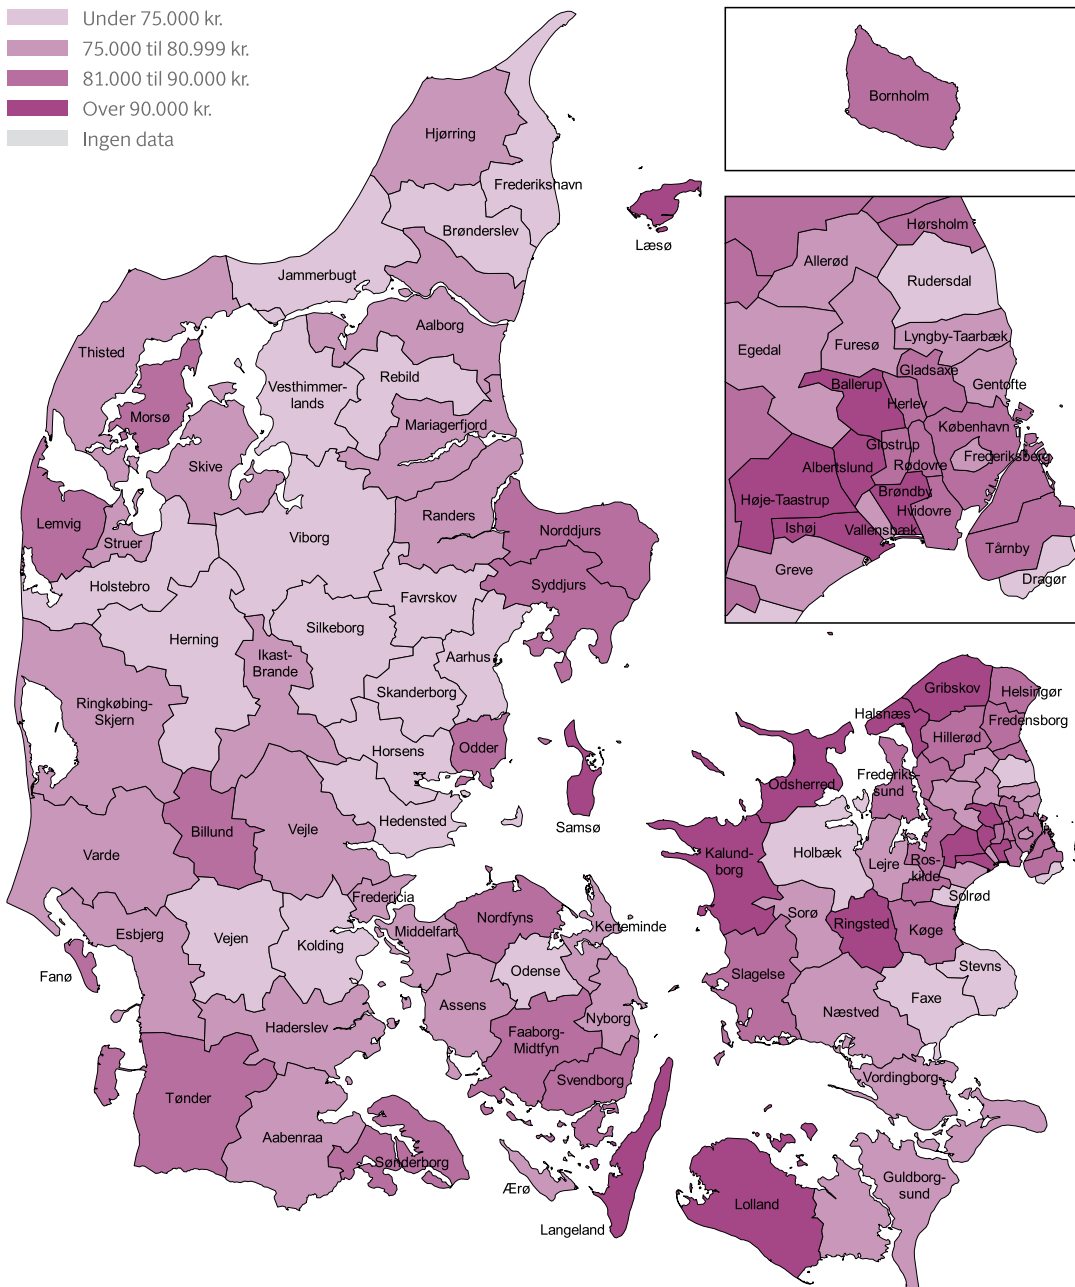 Under 75.000 kr.
75.000 til 80.999 kr.
81.000 til 90.000 kr.
Over 90.000 kr.
Ingen data
Bornholm
Hjørring
Frederikshavn
Brønderslev
Læsø
Jammerbugt
Aalborg
Thisted
Rebild
Vesthimmer-
lands
Morsø
Mariagerfjord
Skive
Lemvig
Struer
Randers
Viborg
Norddjurs
Holstebro
Favrskov
Syddjurs
Silkeborg
Herning
Ikast-
Brande
Aarhus
Skanderborg
Ringkøbing-
Skjern
Horsens
Odder
Hedensted
Samsø
Billund
Vejle
Varde
Fredericia
Esbjerg
Vejen
Kolding
Middelfart
Nordfyns
Kerteminde
Fanø
Odense
Assens
Nyborg
Haderslev
Faaborg-
Midtfyn
Svendborg
Tønder
Aabenraa
Sønderborg
Ærø
Langeland
Hørsholm
Allerød
Rudersdal
Egedal
Furesø
Lyngby-Taarbæk
Gladsaxe
Ballerup
Gentofte
Herlev
København
Glostrup
Frederiksberg
Albertslund
Rødovre
Høje-Taastrup
Brøndby
Hvidovre
Ishøj
Vallensbæk
Tårnby
Greve
Dragør
Gribskov
Helsingør
Halsnæs
Fredensborg
Hillerød
Odsherred
Frederiks-
sund
Kalund-
borg
Holbæk
Lejre
Ros-
kilde
Solrød
Sorø
Ringsted
Køge
Slagelse
Stevns
Faxe
Næstved
Vordingborg
Guldborg-
sund
Lolland